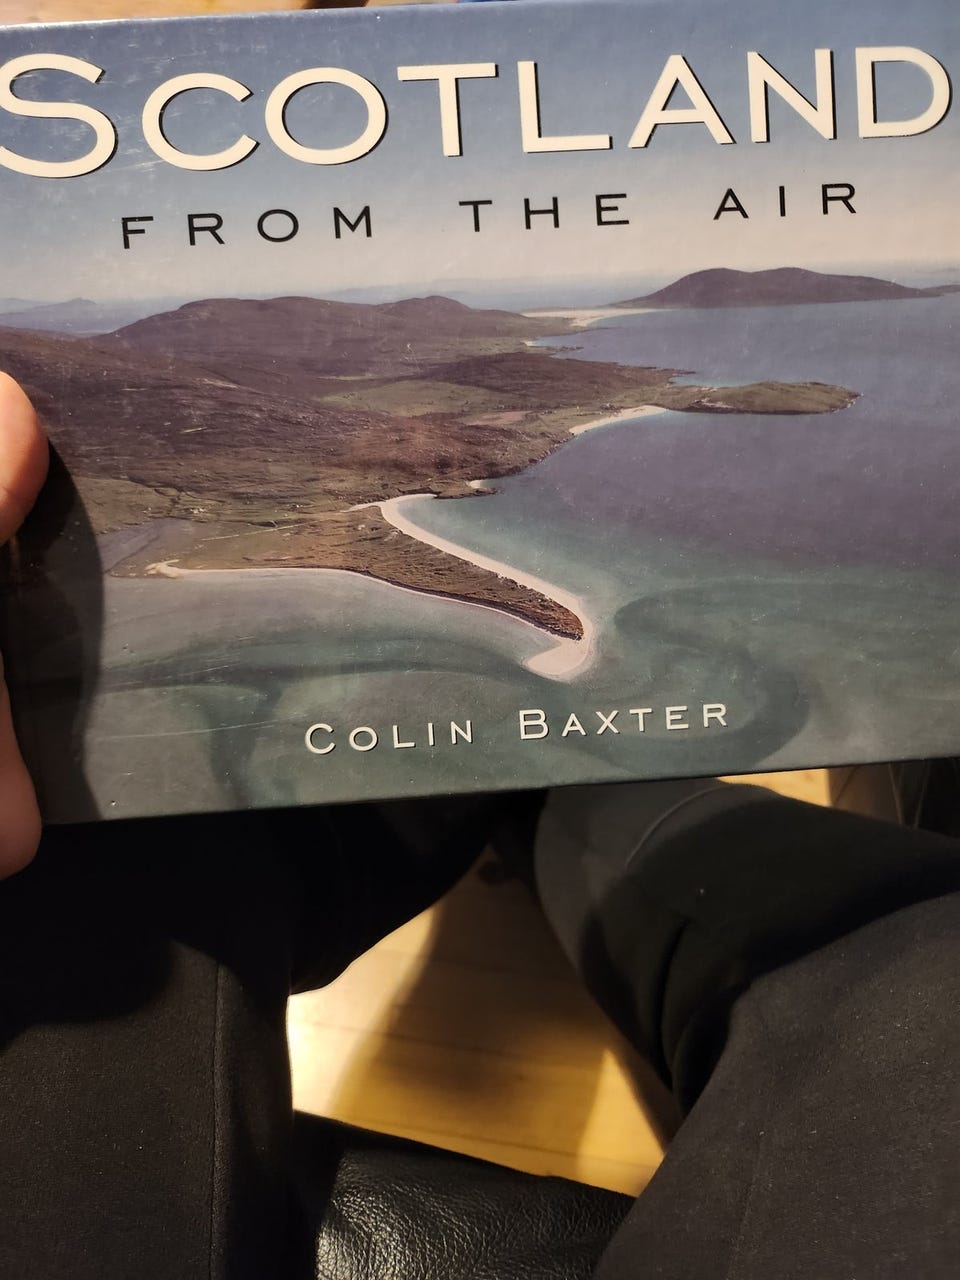 SCOTLAND
FROM THE AIR
COLIN BAXTER